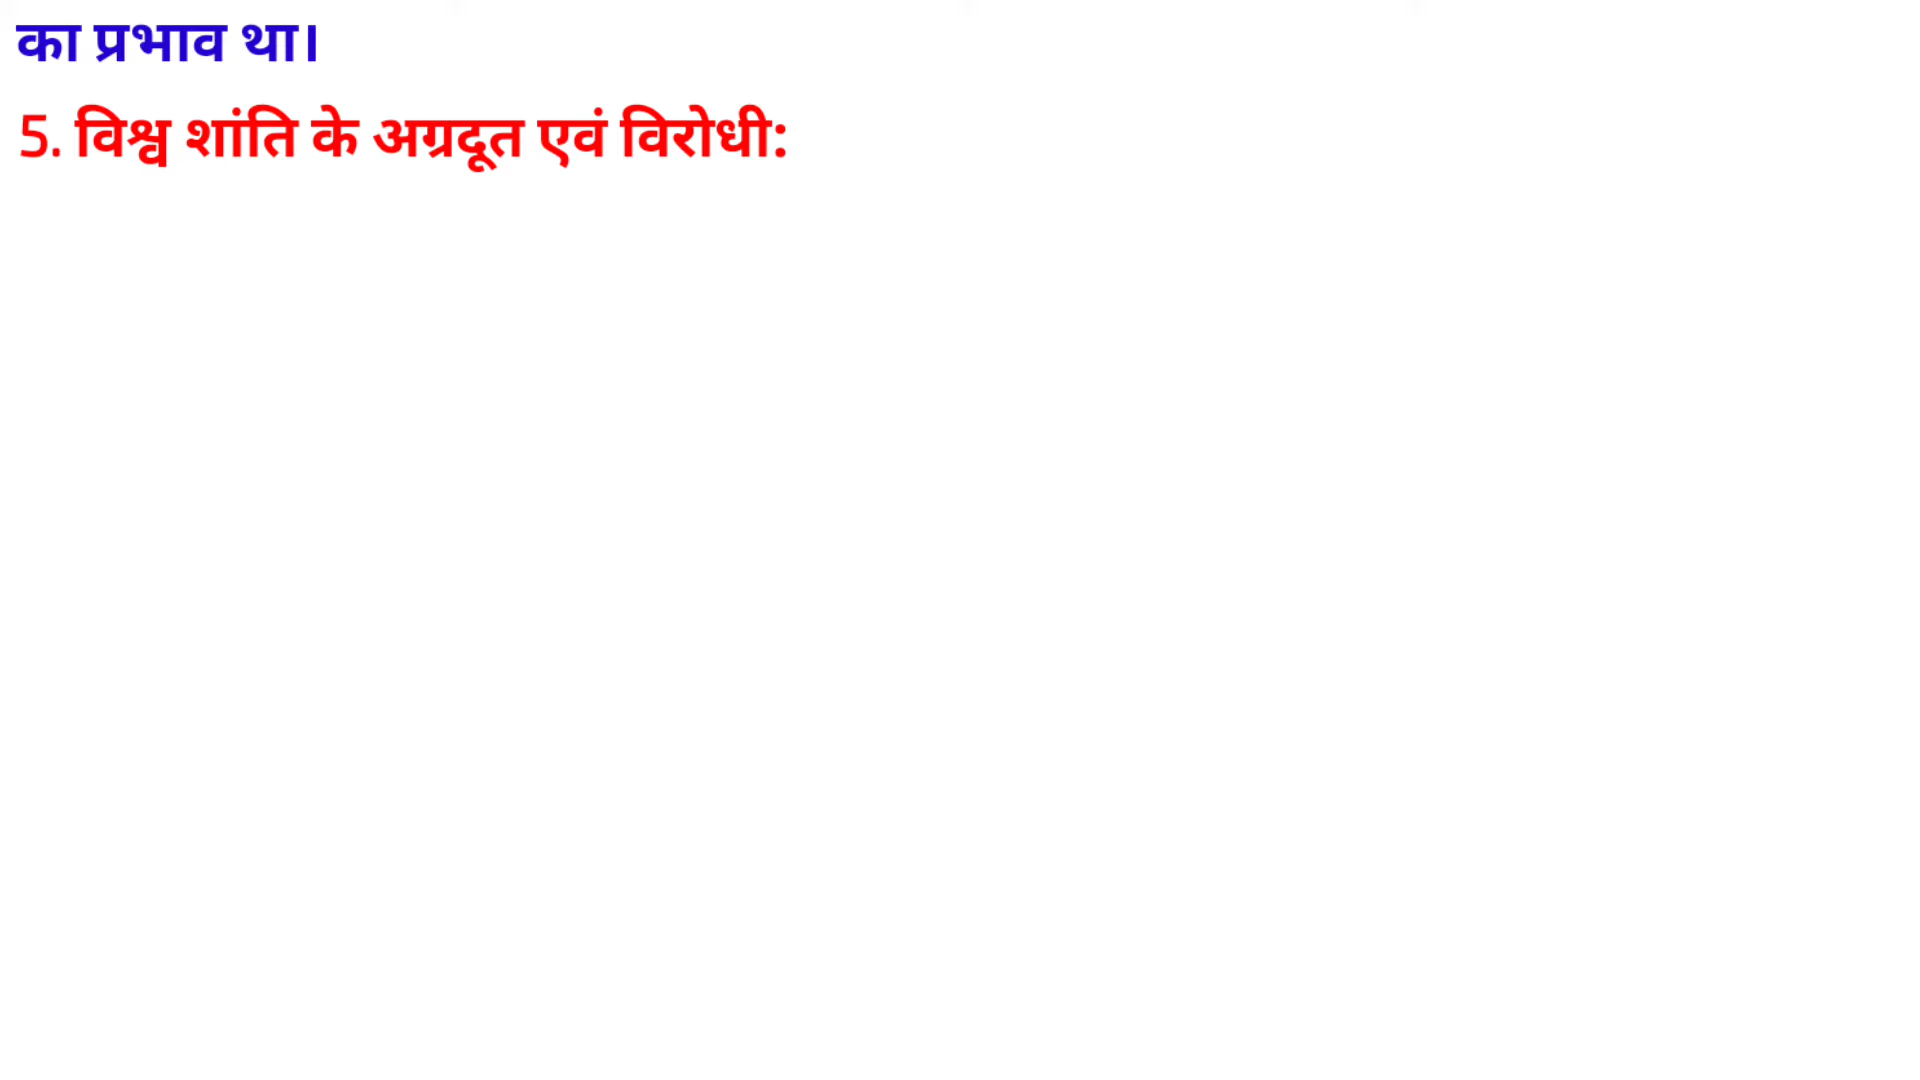 का प्रभाव था।
5. विश्व शांति के अग्रदूत एवं विरोधी: